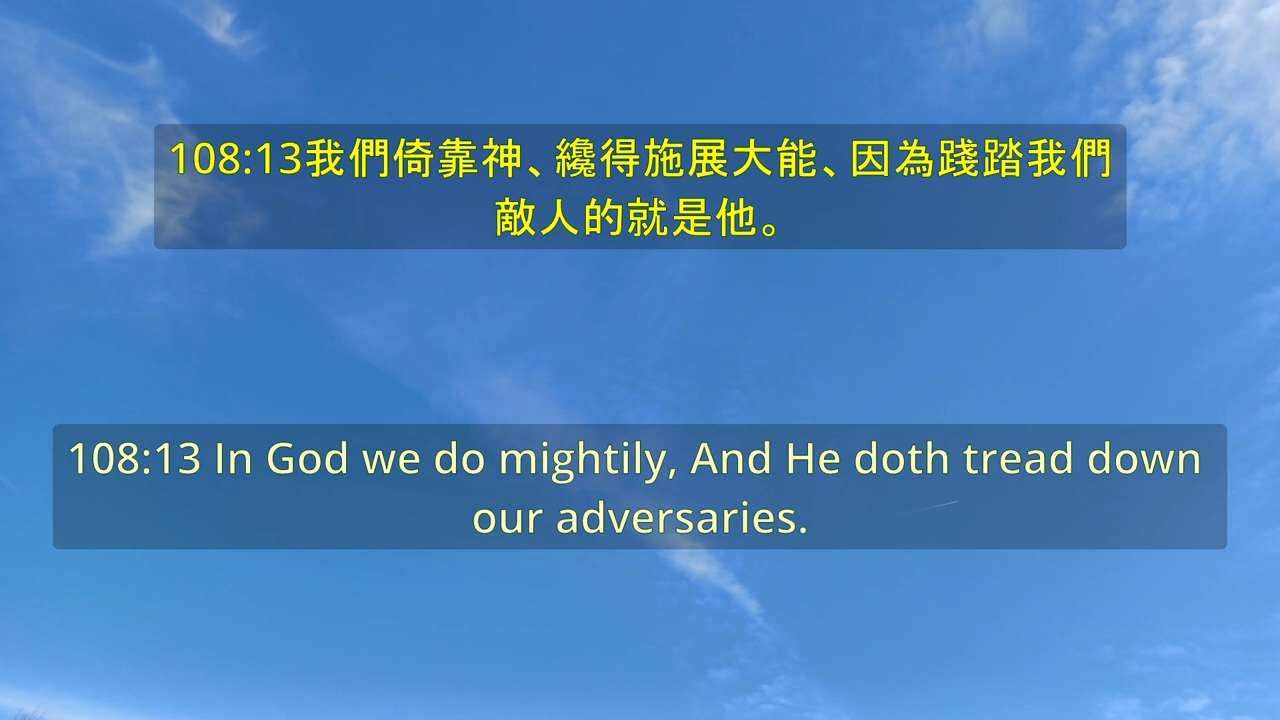 108:13我們倚靠神、纔得施展大能、因為踐踏我們
敵人的就是他。
108:13 In God we do mightily, And He doth tread down
our adversaries.